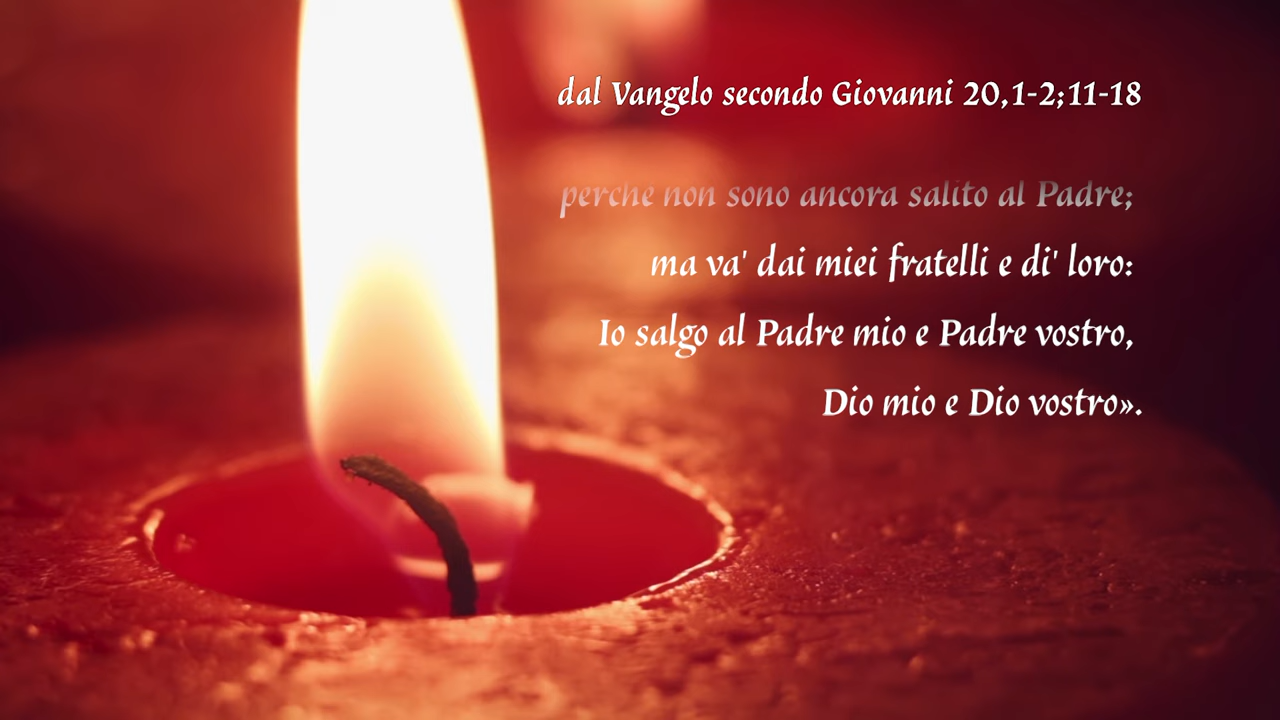 dal Vangelo secondo Giovanni 20,1-2;11-18
perché non sono ancora salito al Padre;
ma va' dai miei fratelli e di' loro:
Io salgo al Padre mio e Padre vostro,
Dio mio e Dio vostro».